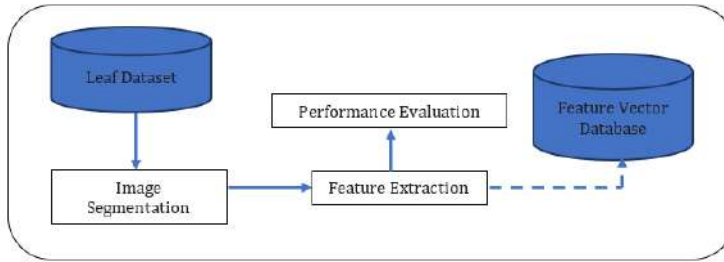 Leaf Dataset
Performance Evaluation
Feature Vector
Database
Image
Segmentation
Feature Extraction